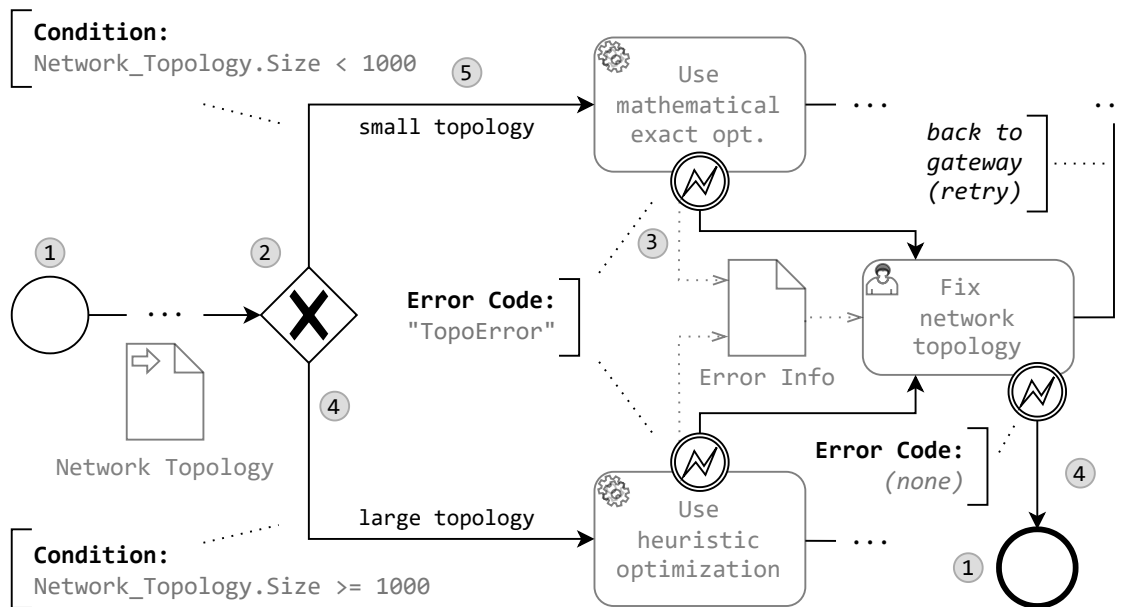 Condition:
Network_Topology.Size < 1000
5
small topology
Use
mathematical
exact opt.
...
..
back to
gateway
(retry)
1
...
2
3
Error Code:
"TopoError"
Error Info
Fix
network
topology
Network Topology
4
large topology
Use
heuristic
optimization
...
Error Code:
(none)
4
1
Condition:
Network_Topology.Size >= 1000